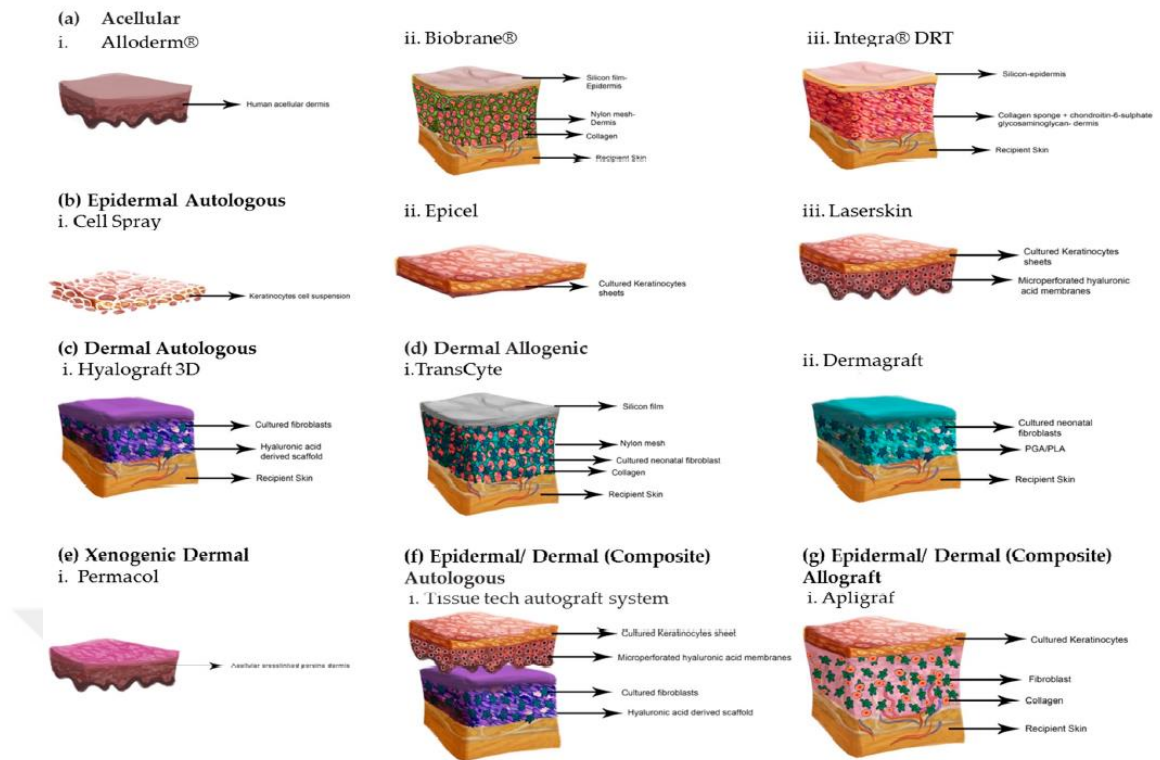 (a) Acellular
i. Alloderm®
Human acellular dermis
ii. Biobrane®
Silicon film-
Epidermis
Nylon mesh-
Dermis
Collagen
Recipient Skin
iii. Integra® DRT
Silicon-epidermis
Collagen sponge + chondroitin-6-sulphate
glycosaminoglycan- dermis
Recipient Skin
(b) Epidermal Autologous
i. Cell Spray
Keratinocytes cell suspension
ii. Epicel
Cultured Keratinocytes
sheets
iii. Laserskin
Cultured Keratinocytes
sheets
Microperforated hyaluronic
acid membranes
(c) Dermal Autologous
i. Hyalograft 3D
Cultured fibroblasts
Hyaluronic acid
derived scaffold
Recipient Skin
(d) Dermal Allogenic
i.TransCyte
Silicon film
Nylon mesh
Cultured neonatal fibroblast
Collagen
Recipient Skin
ii. Dermagraft
Cultured neonatal
fibroblasts
PGA/PLA
Recipient Skin
(e) Xenogenic Dermal
i. Permacol
Acellular crosslinked porcine dermis
(f) Epidermal/ Dermal (Composite)
Autologous
i. Tissue tech autograft system
Cultured Keratinocytes sheet
Microperforated hyaluronic acid membranes
Cultured fibroblasts
Hyaluronic acid derived scaffold
(g) Epidermal/ Dermal (Composite)
Allograft
i. Apligraf
Cultured Keratinocytes
Fibroblast
Collagen
Recipient Skin